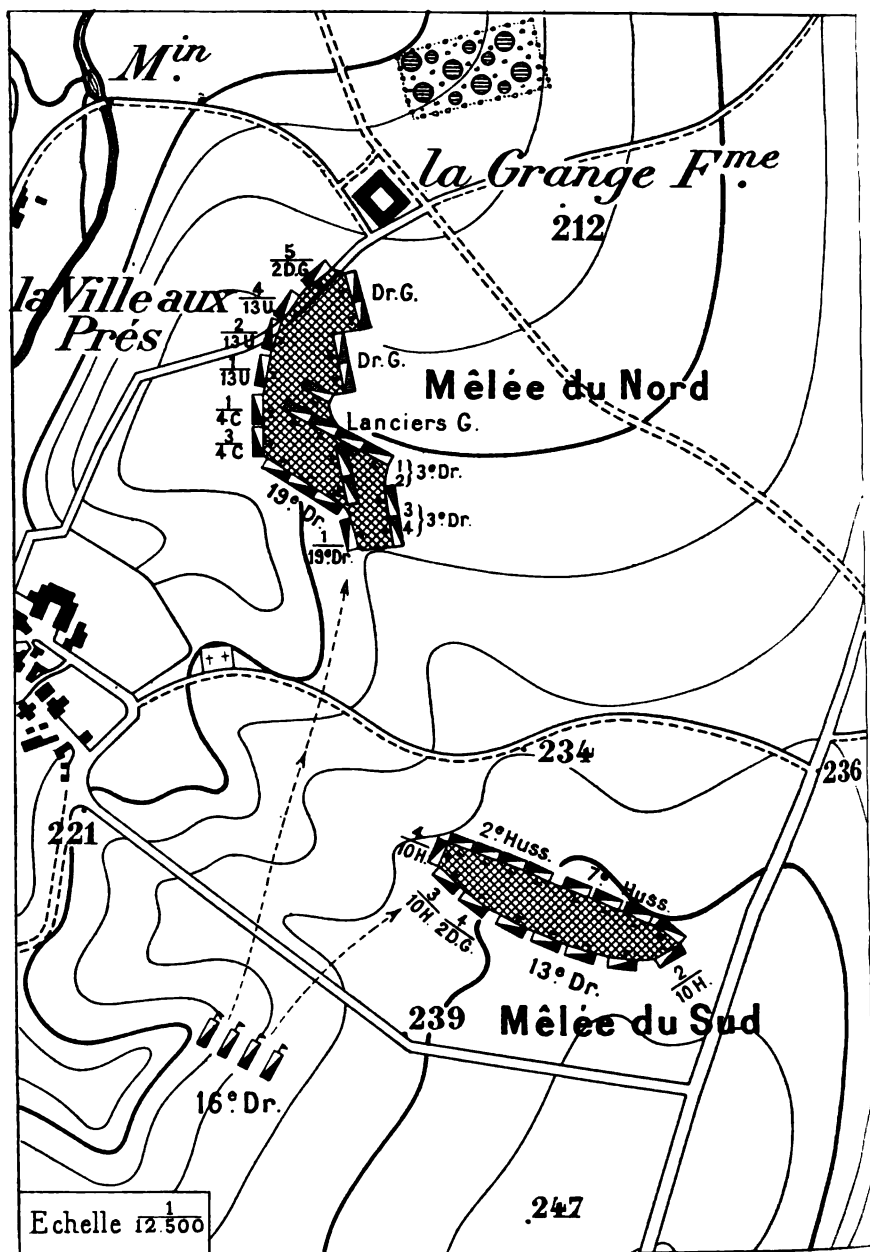 Min.
la Grange Fme.
212
la Ville aux
Prés
5/2D.G.
4/13U
2/13U
1/13U
1/4C
3/4C
Dr.G.
Dr.G.
Mêlée du Nord
Lanciers G.
1 2 } 3e Dr.
3 4 } 3e Dr.
19e Dr.
1/19e Dr.
234
236
221
4/10H.
2e Huss.
7e Huss.
3/10H.
4/2D.G.
13e Dr.
2/10H.
239
Mêlée du Sud
16e. Dr.
.247
Echelle 1/12.500